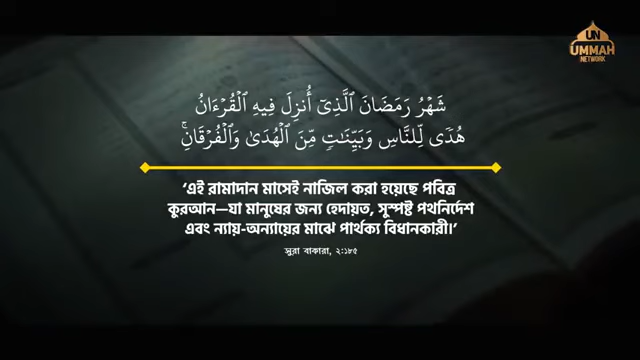 UN
UMMAH
NETWORK
شَهْرُ رَمَضَانَ ٱلَّذِىٓ أُنزِلَ فِيهِ ٱلْقُرْءَانُ
هُدًى لِّلنَّاسِ وَبَيِّنَـٰتٍ مِّنَ ٱلْهُدَىٰ وَٱلْفُرْقَانِۚ
‘এই রামাদান মাসেই নাজিল করা হয়েছে পবিত্র
কুরআন—যা মানুষের জন্য হেদায়ত, সুস্পষ্ট পথনির্দেশ
এবং ন্যায়-অন্যায়ের মাঝে পার্থক্য বিধানকারী।’
সুরা বাকারা, ২:১৮৫